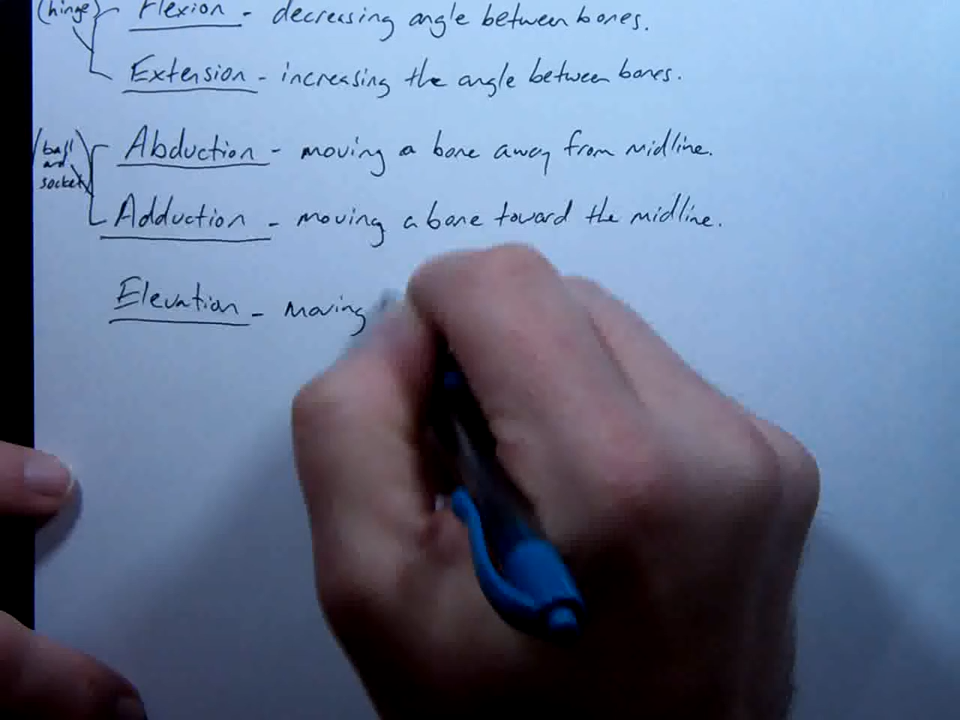 (hinge) Flexion - decreasing angle between bones.
Extension - increasing the angle between bones.
(ball and socket) Abduction - moving a bone away from midline.
Adduction - moving a bone toward the midline.
Elevation - moving